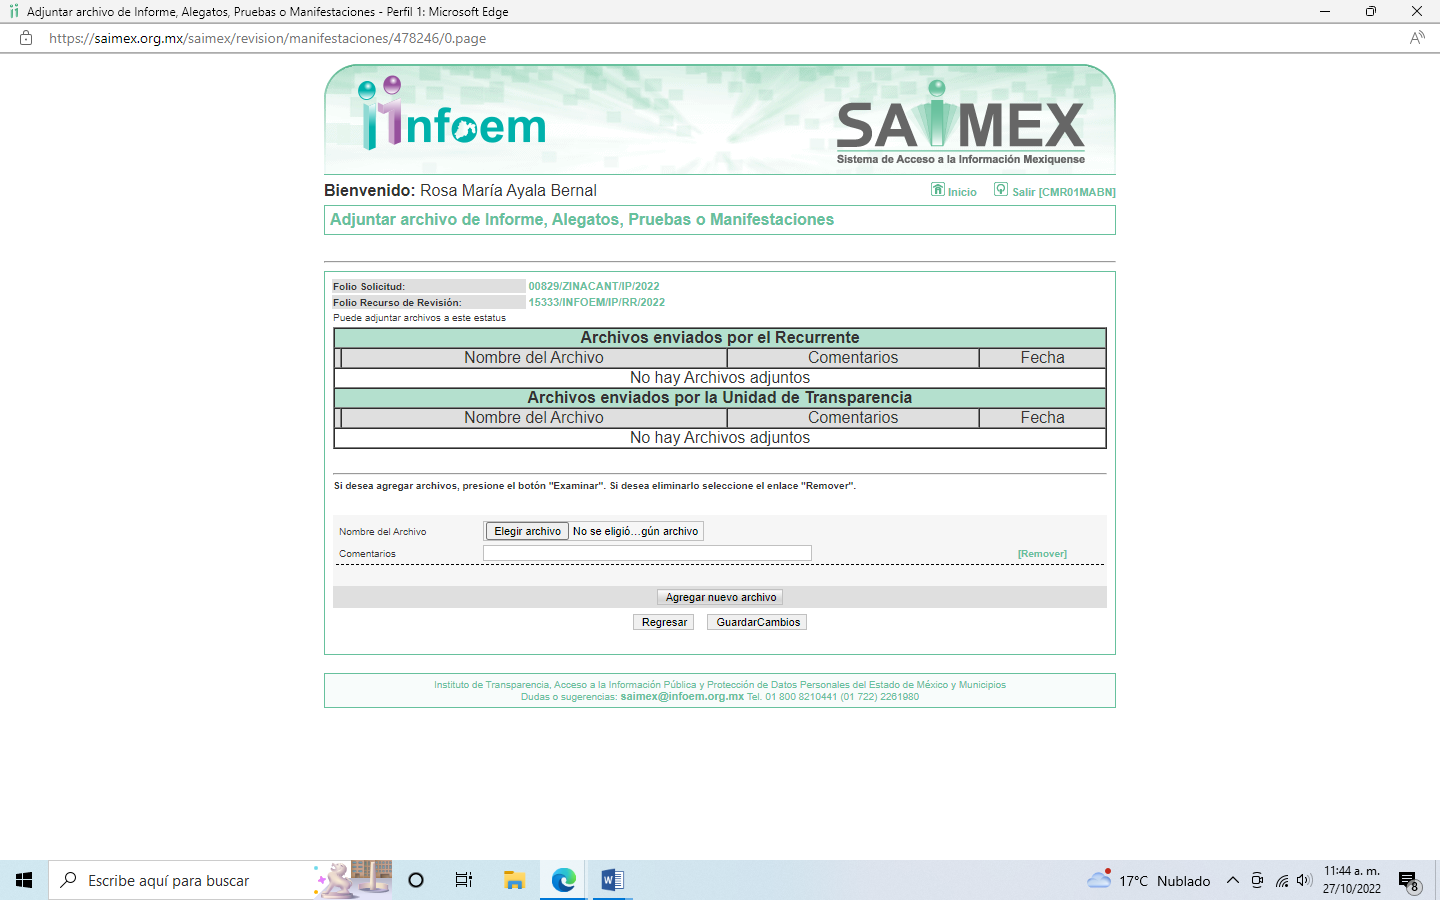 Adjuntar archivo de Informe, Alegatos, Pruebas o Manifestaciones - Perfil 1: Microsoft Edge
https://saimex.org.mx/saimex/revision/manifestaciones/478246/0.page
infoem
SAIMEX
Sistema de Acceso a la Información Mexiquense
Bienvenido: Rosa María Ayala Bernal
Inicio Salir [CMR01MABN]
Adjuntar archivo de Informe, Alegatos, Pruebas o Manifestaciones
Folio Solicitud: 00829/ZINACANT/IP/2022
Folio Recurso de Revisión: 15333/INFOEM/IP/RR/2022
Puede adjuntar archivos a este estatus
Archivos enviados por el Recurrente
Nombre del Archivo Comentarios Fecha
No hay Archivos adjuntos
Archivos enviados por la Unidad de Transparencia
Nombre del Archivo Comentarios Fecha
No hay Archivos adjuntos
Si desea agregar archivos, presione el botón "Examinar". Si desea eliminarlo seleccione el enlace "Remover".
Nombre del Archivo Elegir archivo No se eligió…gún archivo
Comentarios [Remover]
Agregar nuevo archivo
Regresar GuardarCambios
Instituto de Transparencia, Acceso a la Información Pública y Protección de Datos Personales del Estado de México y Municipios
Dudas o sugerencias: saimex@infoem.org.mx Tel. 01 800 8210441 (01 722) 2261980
Escribe aquí para buscar
17°C Nublado
11:44 a. m.
27/10/2022
8